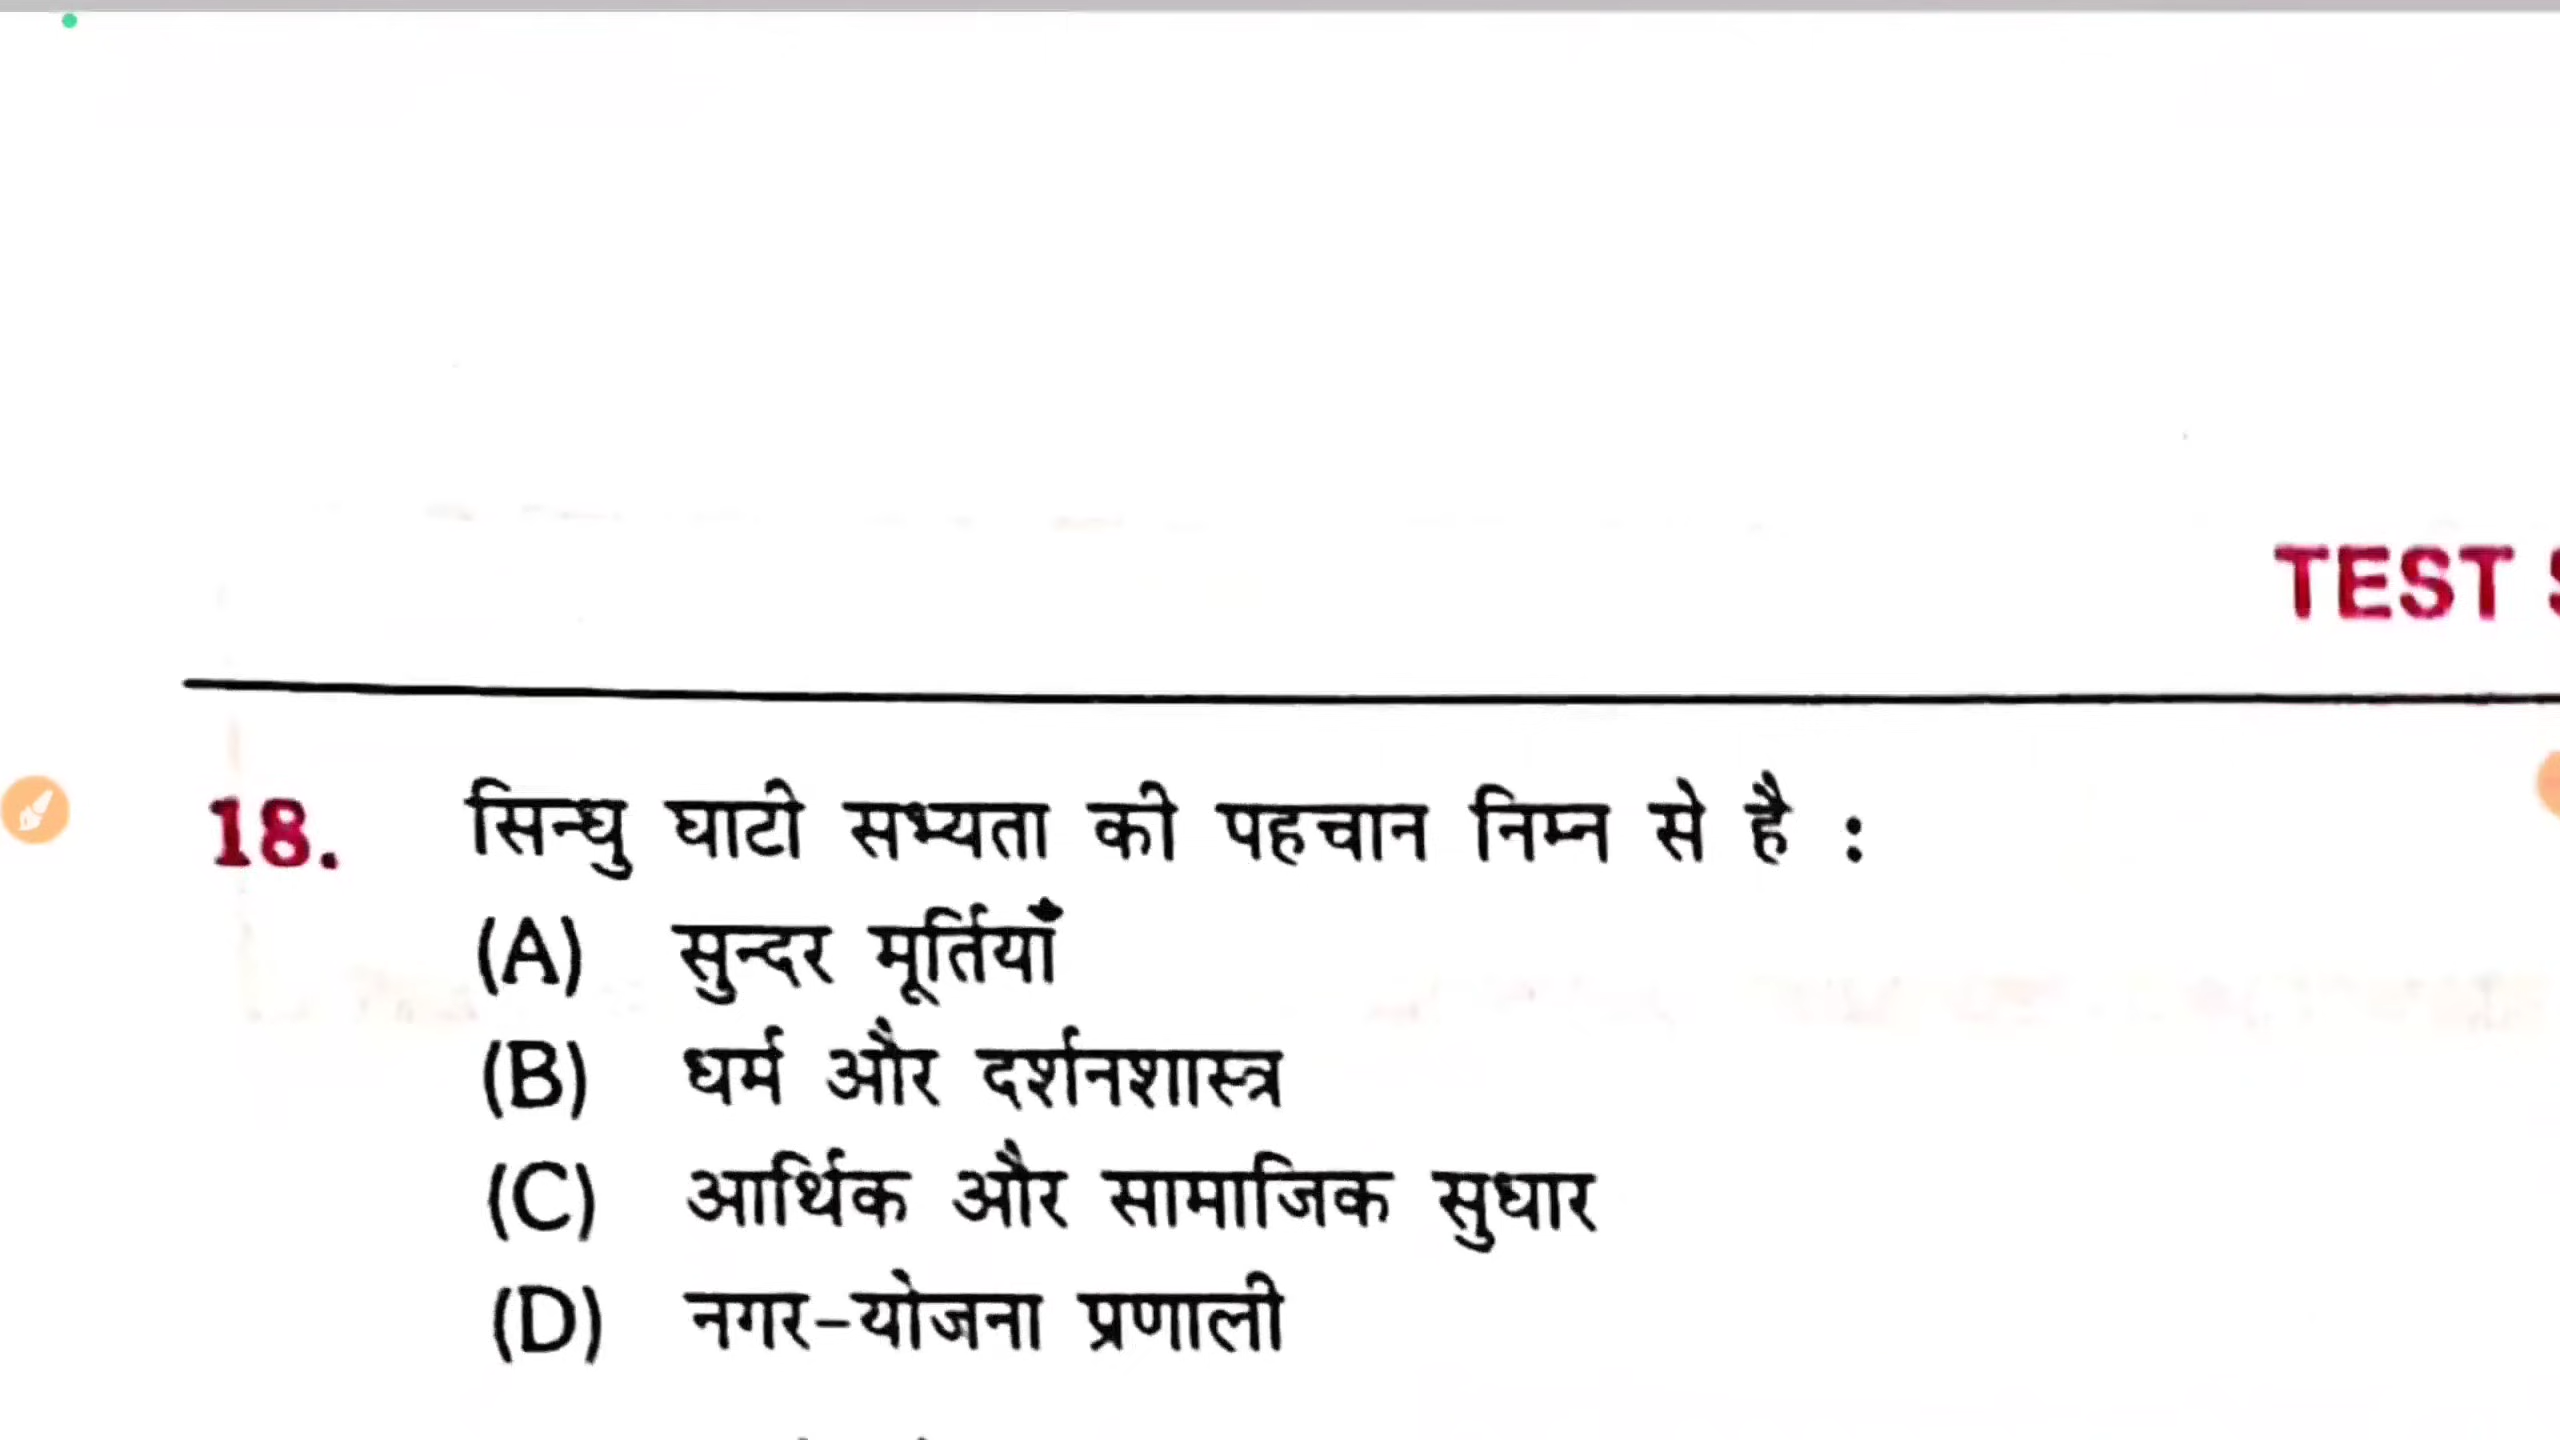 TEST
18. सिन्धु घाटी सभ्यता की पहचान निम्न से है :
(A) सुन्दर मूर्तियाँ
(B) धर्म और दर्शनशास्त्र
(C) आर्थिक और सामाजिक सुधार
(D) नगर-योजना प्रणाली